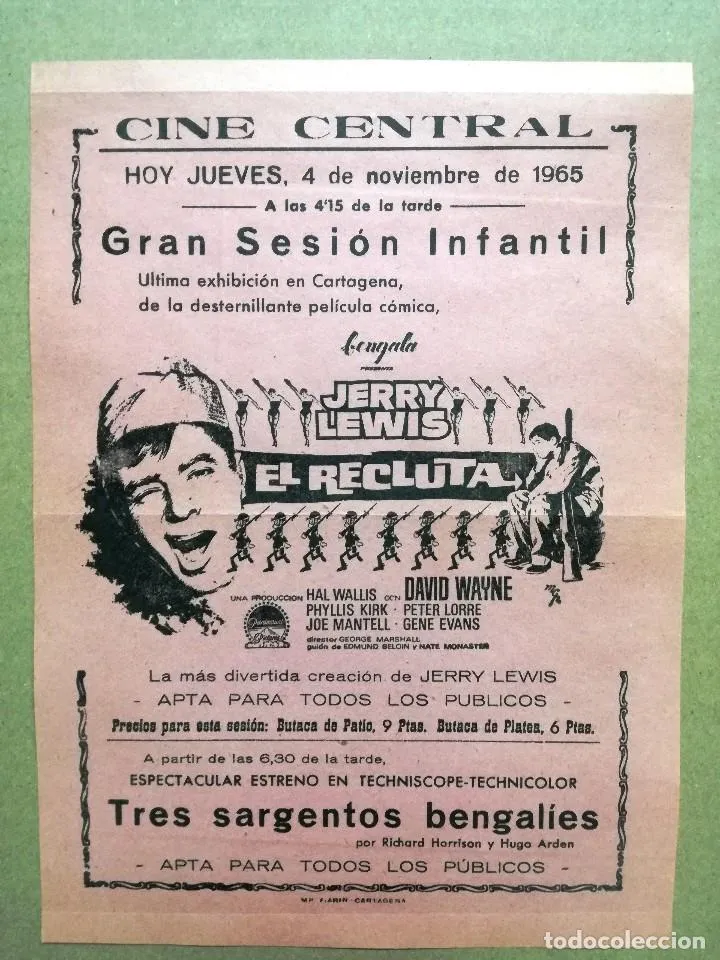 CINE CENTRAL
HOY JUEVES, 4 de noviembre de 1965
A las 4'15 de la tarde
Gran Sesión Infantil
Ultima exhibición en Cartagena,
de la desternillante película cómica,
bengala
PRESENTA
JERRY
LEWIS
EL RECLUTA
UNA PRODUCCION HAL WALLIS CON DAVID WAYNE
PHYLLIS KIRK · PETER LORRE
JOE MANTELL · GENE EVANS
director GEORGE MARSHALL
guión de EDMUND BELOIN y NATE MONASTER
Paramount
La más divertida creación de JERRY LEWIS
- APTA PARA TODOS LOS PUBLICOS -
Precios para esta sesión: Butaca de Patio, 9 Ptas. Butaca de Platea, 6 Ptas.
A partir de las 6,30 de la tarde,
ESPECTACULAR ESTRENO EN TECHNISCOPE-TECHNICOLOR
Tres sargentos bengalíes
por Richard Horrison y Hugo Arden
- APTA PARA TODOS LOS PÚBLICOS -
CARTAGENA
todocoleccion.net